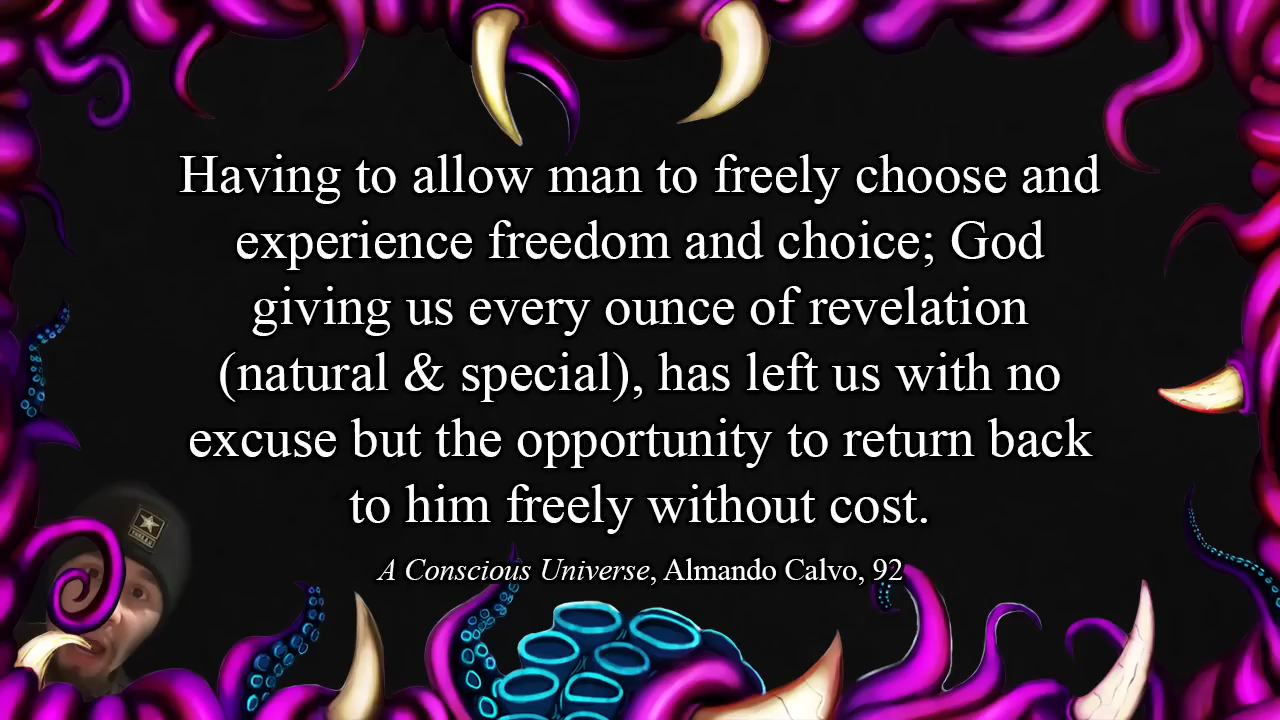 Having to allow man to freely choose and
experience freedom and choice; God
giving us every ounce of revelation
(natural & special), has left us with no
excuse but the opportunity to return back
to him freely without cost.
A Conscious Universe, Almando Calvo, 92